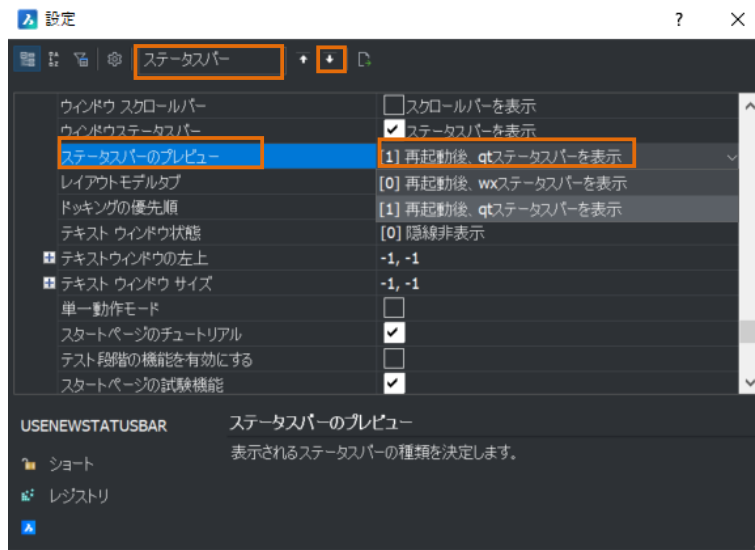 設定
ステータスバー
ウィンドウ スクロールバー スクロールバーを表示
ウィンドウステータスバー ステータスバーを表示
ステータスバーのプレビュー [1] 再起動後、qtステータスバーを表示
レイアウトモデルタブ [0] 再起動後、wxステータスバーを表示
ドッキングの優先順 [1] 再起動後、qtステータスバーを表示
テキスト ウィンドウ状態 [0] 隠線非表示
テキストウィンドウの左上 -1, -1
テキスト ウィンドウ サイズ -1, -1
単一動作モード
スタートページのチュートリアル
テスト段階の機能を有効にする
スタートページの試験機能
USENEWSTATUSBAR ステータスバーのプレビュー
表示されるステータスバーの種類を決定します。
ショート
レジストリ